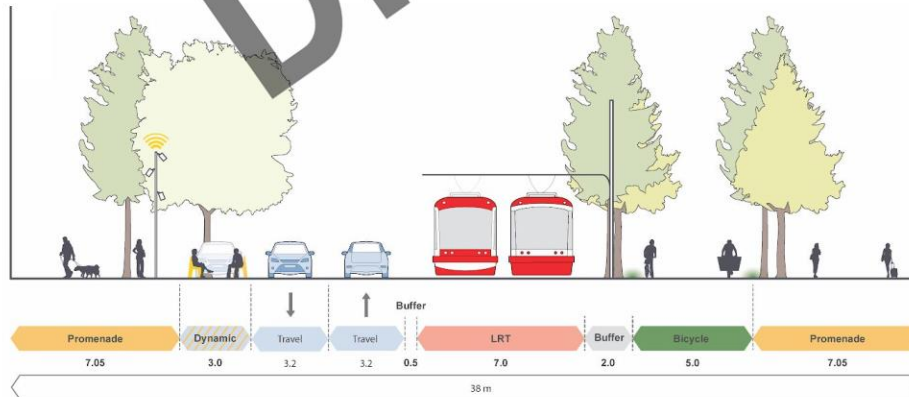 Buffer
Promenade Dynamic Travel Travel LRT Buffer Bicycle Promenade
7.05 3.0 3.2 3.2 0.5 7.0 2.0 5.0 7.05
38 m